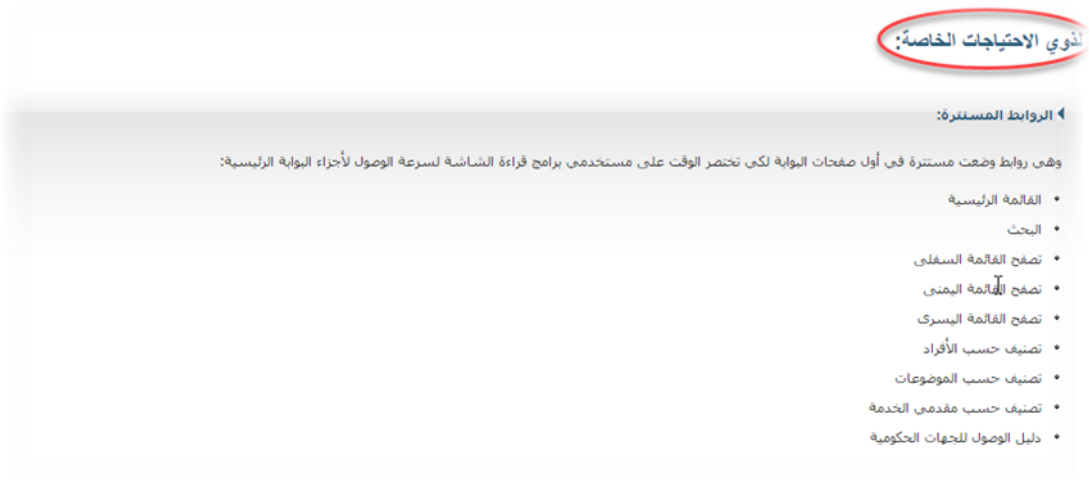 لذوي الاحتياجات الخاصة:
الروابط المستترة:
وهي روابط وضعت مستترة في أول صفحات البوابة لكي تختصر الوقت على مستخدمي برامج قراءة الشاشة لسرعة الوصول لأجزاء البوابة الرئيسية:
• القائمة الرئيسية
• البحث
• تصفح القائمة السفلى
• تصفح القائمة اليمنى
• تصفح القائمة اليسرى
• تصنيف حسب الأفراد
• تصنيف حسب الموضوعات
• تصنيف حسب مقدمي الخدمة
• دليل الوصول للجهات الحكومية